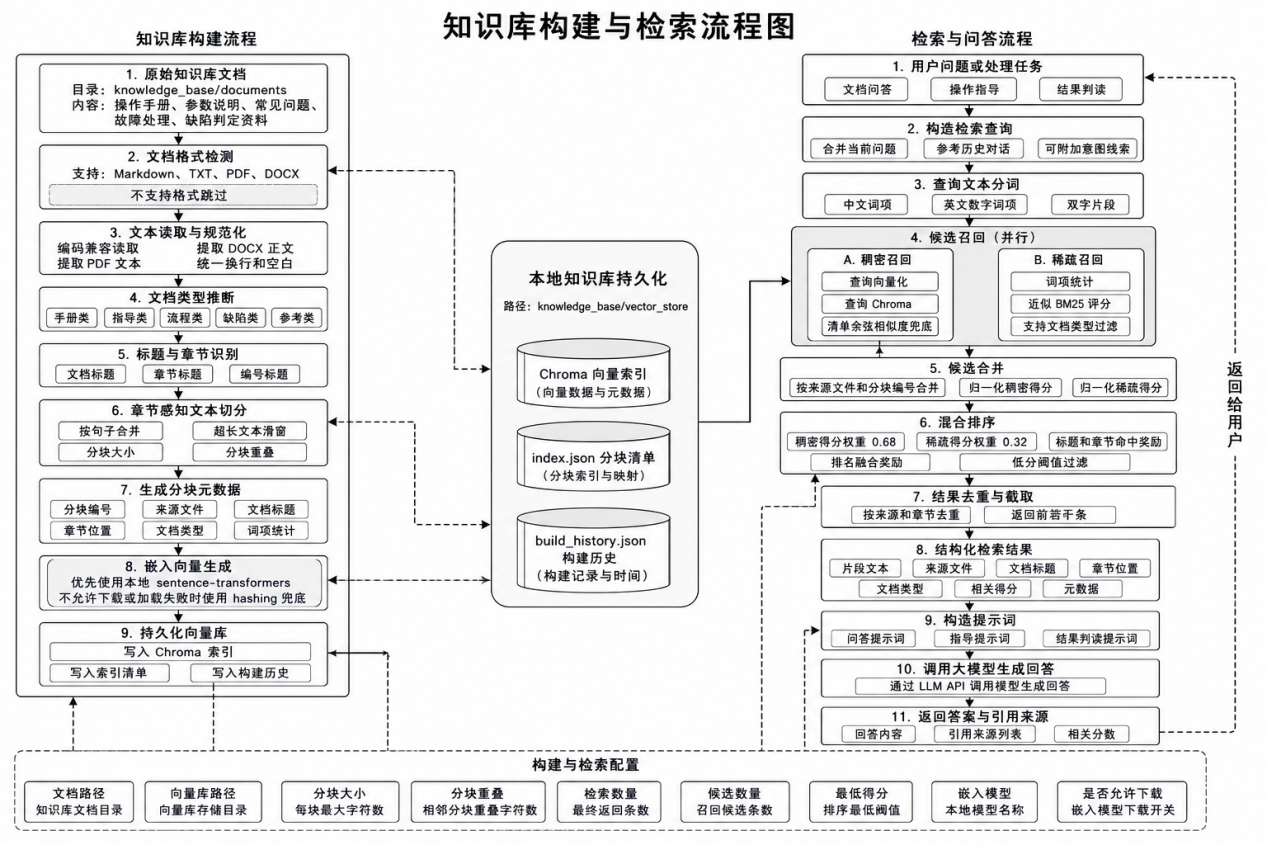 知识库构建与检索流程图
知识库构建流程
1. 原始知识库文档
目录：knowledge_base/documents
内容：操作手册、参数说明、常见问题、
故障处理、缺陷判定资料
2. 文档格式检测
支持：Markdown、TXT、PDF、DOCX
不支持格式跳过
3. 文本读取与规范化
编码兼容读取 提取 DOCX 正文
提取 PDF 文本 统一换行和空白
4. 文档类型推断
手册类 指导类 流程类 缺陷类 参考类
5. 标题与章节识别
文档标题 章节标题 编号标题
6. 章节感知文本切分
按句子合并 超长文本滑窗
分块大小 分块重叠
7. 生成分块元数据
分块编号 来源文件 文档标题
章节位置 文档类型 词项统计
8. 嵌入向量生成
优先使用本地 sentence-transformers
不允许下载或加载失败时使用 hashing 兜底
9. 持久化向量库
写入 Chroma 索引
写入索引清单 写入构建历史
本地知识库持久化
路径：knowledge_base/vector_store
Chroma 向量索引
（向量数据与元数据）
index.json 分块清单
（分块索引与映射）
build_history.json
构建历史
（构建记录与时间）
检索与问答流程
1. 用户问题或处理任务
文档问答 操作指导 结果判读
2. 构造检索查询
合并当前问题 参考历史对话 可附加意图线索
3. 查询文本分词
中文词项 英文数字词项 双字片段
4. 候选召回（并行）
A. 稠密召回
查询向量化
查询 Chroma
清单余弦相似度兜底
B. 稀疏召回
词项统计
近似 BM25 评分
支持文档类型过滤
5. 候选合并
按来源文件和分块编号合并 归一化稠密得分 归一化稀疏得分
6. 混合排序
稠密得分权重 0.68 稀疏得分权重 0.32 标题和章节命中奖励
排名融合奖励 低分阈值过滤
7. 结果去重与截取
按来源和章节去重 返回前若干条
8. 结构化检索结果
片段文本 来源文件 文档标题 章节位置
文档类型 相关得分 元数据
9. 构造提示词
问答提示词 指导提示词 结果判读提示词
10. 调用大模型生成回答
通过 LLM API 调用模型生成回答
11. 返回答案与引用来源
回答内容 引用来源列表 相关分数
返回给用户
构建与检索配置
文档路径 向量库路径 分块大小 分块重叠 检索数量 候选数量 最低得分 嵌入模型 是否允许下载
知识库文档目录 向量库存储目录 每块最大字符数 相邻分块重叠字符数 最终返回条数 召回候选条数 排序最低阈值 本地模型名称 嵌入模型下载开关